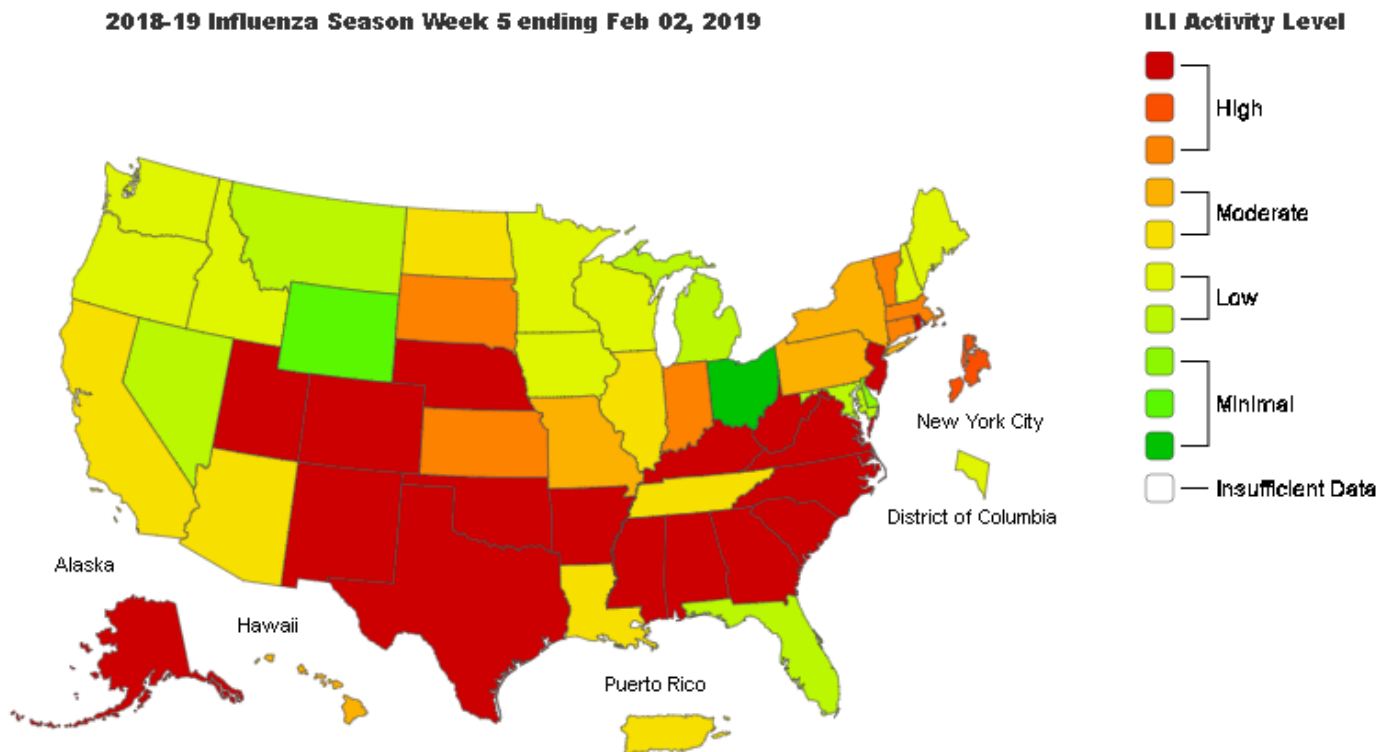 2018-19 Influenza Season Week 5 ending Feb 02, 2019
ILI Activity Level
High
Moderate
Low
Minimal
Insufficient Data
New York City
District of Columbia
Alaska
Hawaii
Puerto Rico